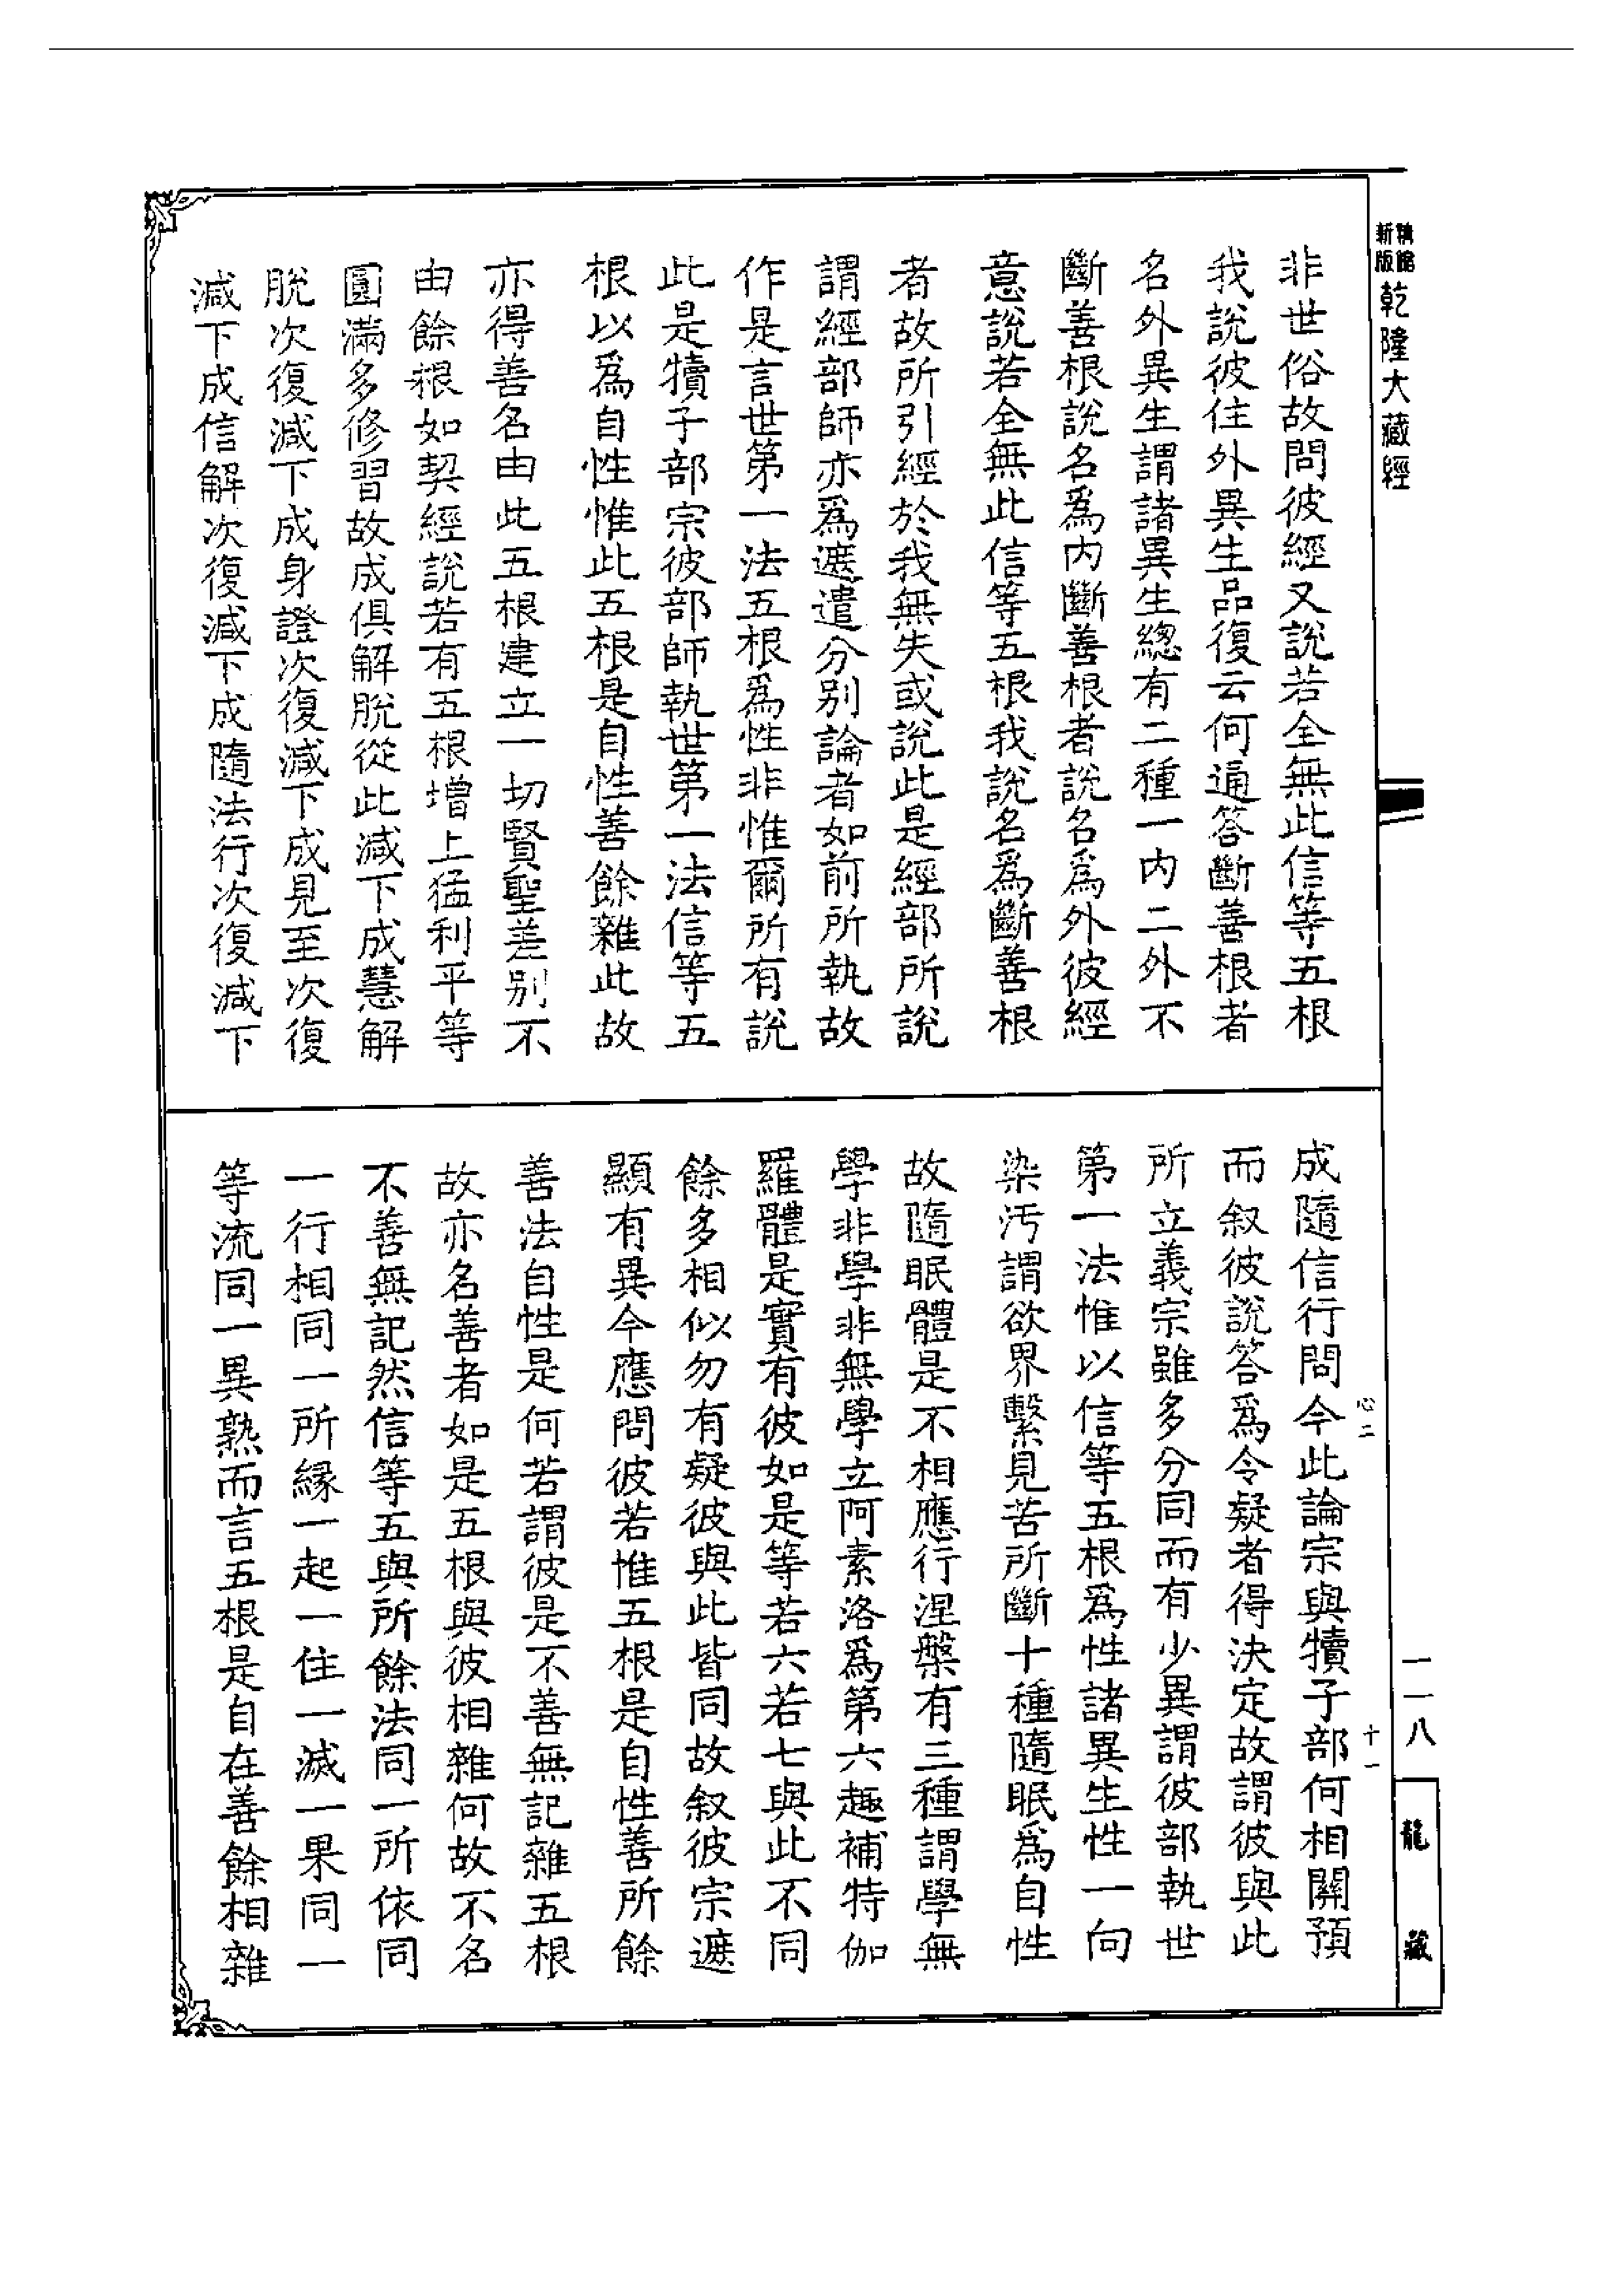 新版
精縮
乾隆大藏經
非世俗故問彼經又說若全無此信等五根
我說彼住外異生品復云何通答斷善根者
名外異生謂諸異生總有二種一内二外不
斷善根說名爲内斷善根者說名爲外彼經
意說若全無此信等五根我說名爲斷善根
者故所引經於我無失或說此是經部所說
謂經部師亦爲遮遣分别論者如前所執故
作是言世第一法五根爲性非惟爾所有說
此是犢子部宗彼部師執世第一法信等五
根以爲自性惟此五根是自性善餘雜此故
亦得善名由此五根建立一切賢聖差别不
由餘根如契經說若有五根增上猛利平等
圓滿多修習故成俱解脫從此減下成慧解
脫次復減下成身證次復減下成見至次復
減下成信解次復減下成隨法行次復減下
成隨信行問今此論宗與犢子部何相關預
而叙彼說答爲令疑者得決定故謂彼與此
所立義宗雖多分同而有少異謂彼部執世
第一法惟以信等五根爲性諸異生性一向
染汚謂欲界繫見苦所斷十種隨眠爲自性
故隨眠體是不相應行涅槃有三種謂學無
學非學非無學立阿素洛爲第六趣補特伽
羅體是實有彼如是等若六若七與此不同
餘多相似勿有疑彼與此皆同故叙彼宗遮
顯有異今應問彼若惟五根是自性善所餘
善法自性是何若謂彼是不善無記雜五根
故亦名善者如是五根與彼相雜何故不名
不善無記然信等五與所餘法同一所依同
一行相同一所緣一起一住一滅一果同一
等流同一異熟而言五根是自在善餘相雜
心二
十一
一一八
龍藏